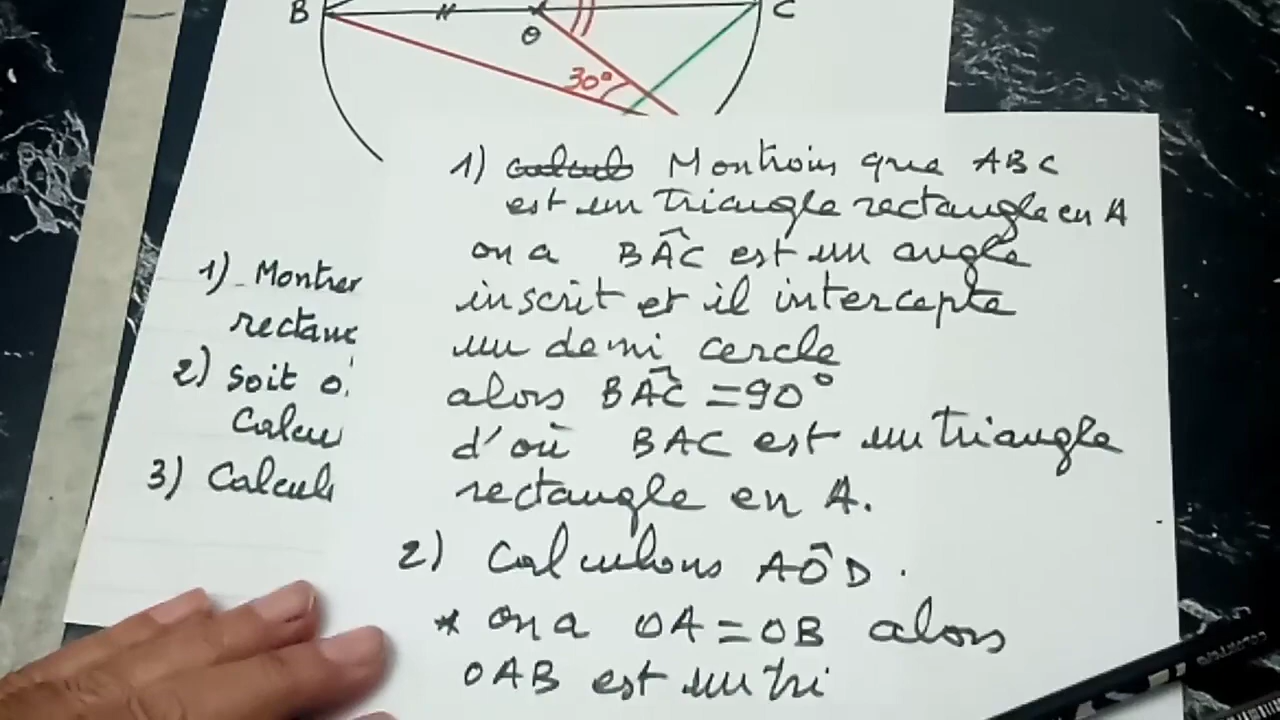 B O C
30°
1) calculs Montrons que ABC
est un triangle rectangle en A
on a BÂC est un angle
inscrit et il intercepte
un demi cercle
alors BÂC = 90°
d'où BAC est un triangle
rectangle en A.
2) Calculons AÔD.
* on a OA = OB alors
OAB est un tri
1) Montrer
rectang
2) Soit
Calcu
3) Calcul